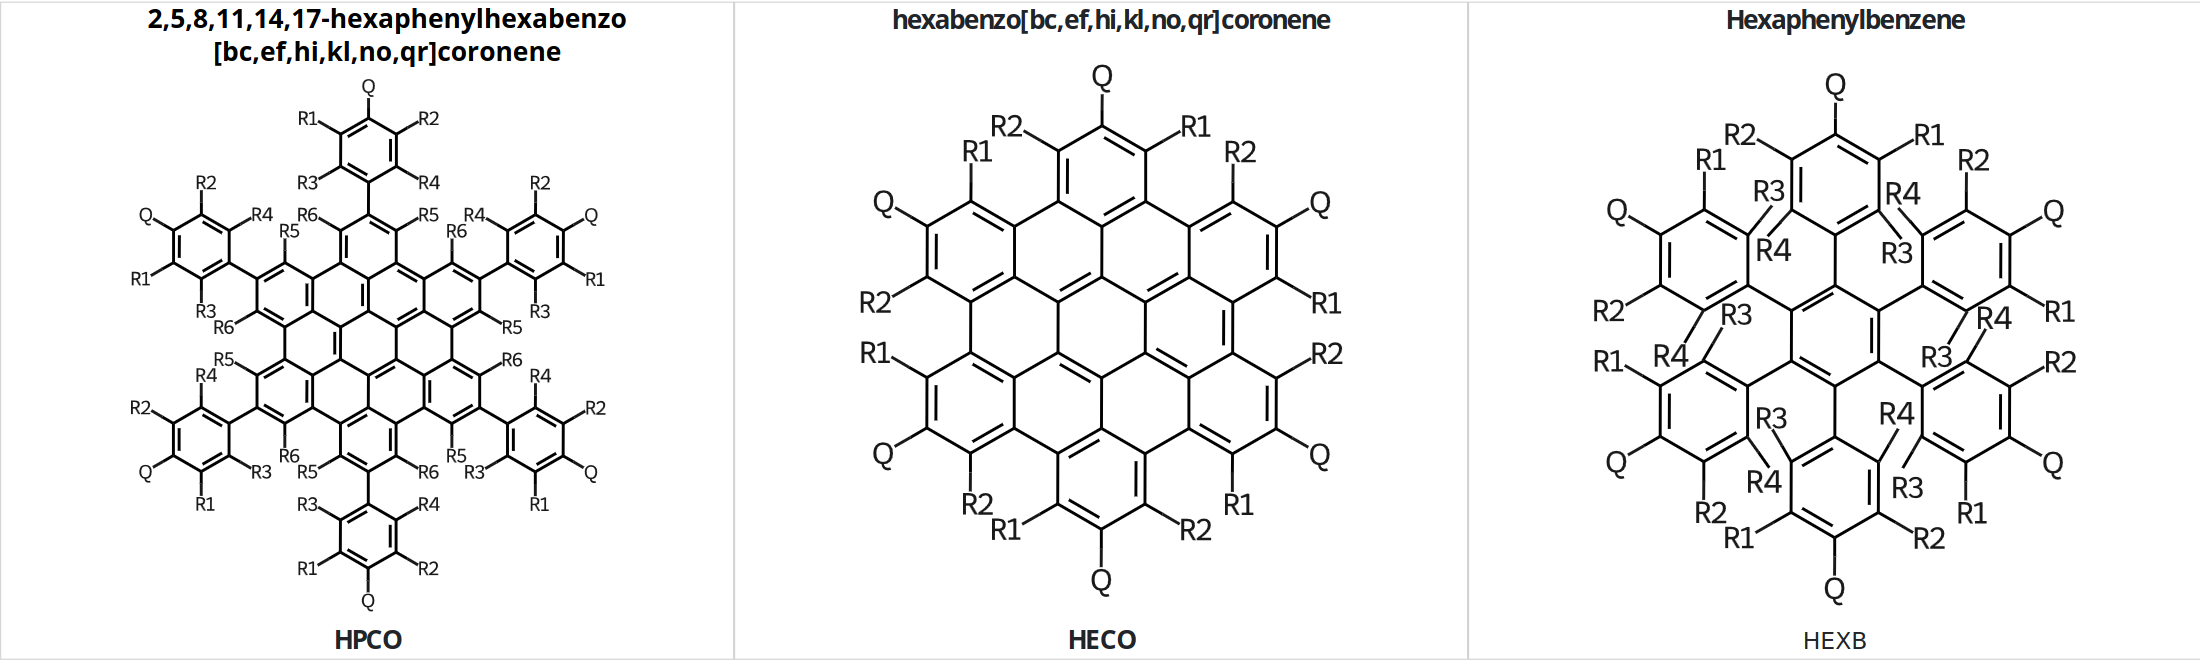 2,5,8,11,14,17-hexaphenylhexabenzo
[bc,ef,hi,kl,no,qr]coronene
Q
R1 R2
R3 R4
R2 R2
Q R4 R6 R5 R4 Q
R5 R6
R1 R1
R3 R3
R6 R5
R5 R6
R4 R4
R2 R2
R6 R5
Q R3 R5 R6 R3 Q
R1 R3 R4 R1
R1 R2
Q
HPCO
hexabenzo[bc,ef,hi,kl,no,qr]coronene
Q
R2 R1
R1 R2
Q Q
R2 R1
R1 R2
Q Q
R2 R1
R1 R2
Q
HECO
Hexaphenylbenzene
Q
R2 R1
R1 R2
R3 R4
Q Q
R4 R3
R2 R1
R3 R4
R4 R3
R1 R2
R3 R4
Q Q
R4 R3
R2 R1
R1 R2
Q
HEXB